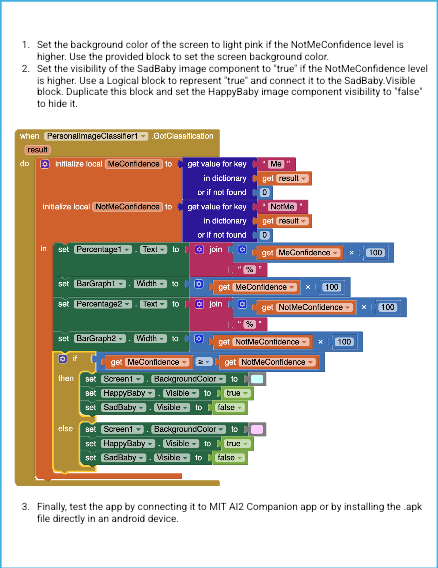 1. Set the background color of the screen to light pink if the NotMeConfidence level is
higher. Use the provided block to set the screen background color.
2. Set the visibility of the SadBaby image component to "true" if the NotMeConfidence level
is higher. Use a Logical block to represent "true" and connect it to the SadBaby.Visible
block. Duplicate this block and set the HappyBaby image component visibility to "false"
to hide it.
when PersonalImageClassifier1 .GotClassification
result
do initialize local MeConfidence to get value for key " Me "
in dictionary get result
or if not found 0
initialize local NotMeConfidence to get value for key " NotMe "
in dictionary get result
or if not found 0
in set Percentage1 . Text to join get MeConfidence × 100
" % "
set BarGraph1 . Width to get MeConfidence × 100
set Percentage2 . Text to join get NotMeConfidence × 100
" % "
set BarGraph2 . Width to get NotMeConfidence × 100
if get MeConfidence ≥ get NotMeConfidence
then set Screen1 . BackgroundColor to
set HappyBaby . Visible to true
set SadBaby . Visible to false
else set Screen1 . BackgroundColor to
set HappyBaby . Visible to true
set SadBaby . Visible to false
3. Finally, test the app by connecting it to MIT AI2 Companion app or by installing the .apk
file directly in an android device.